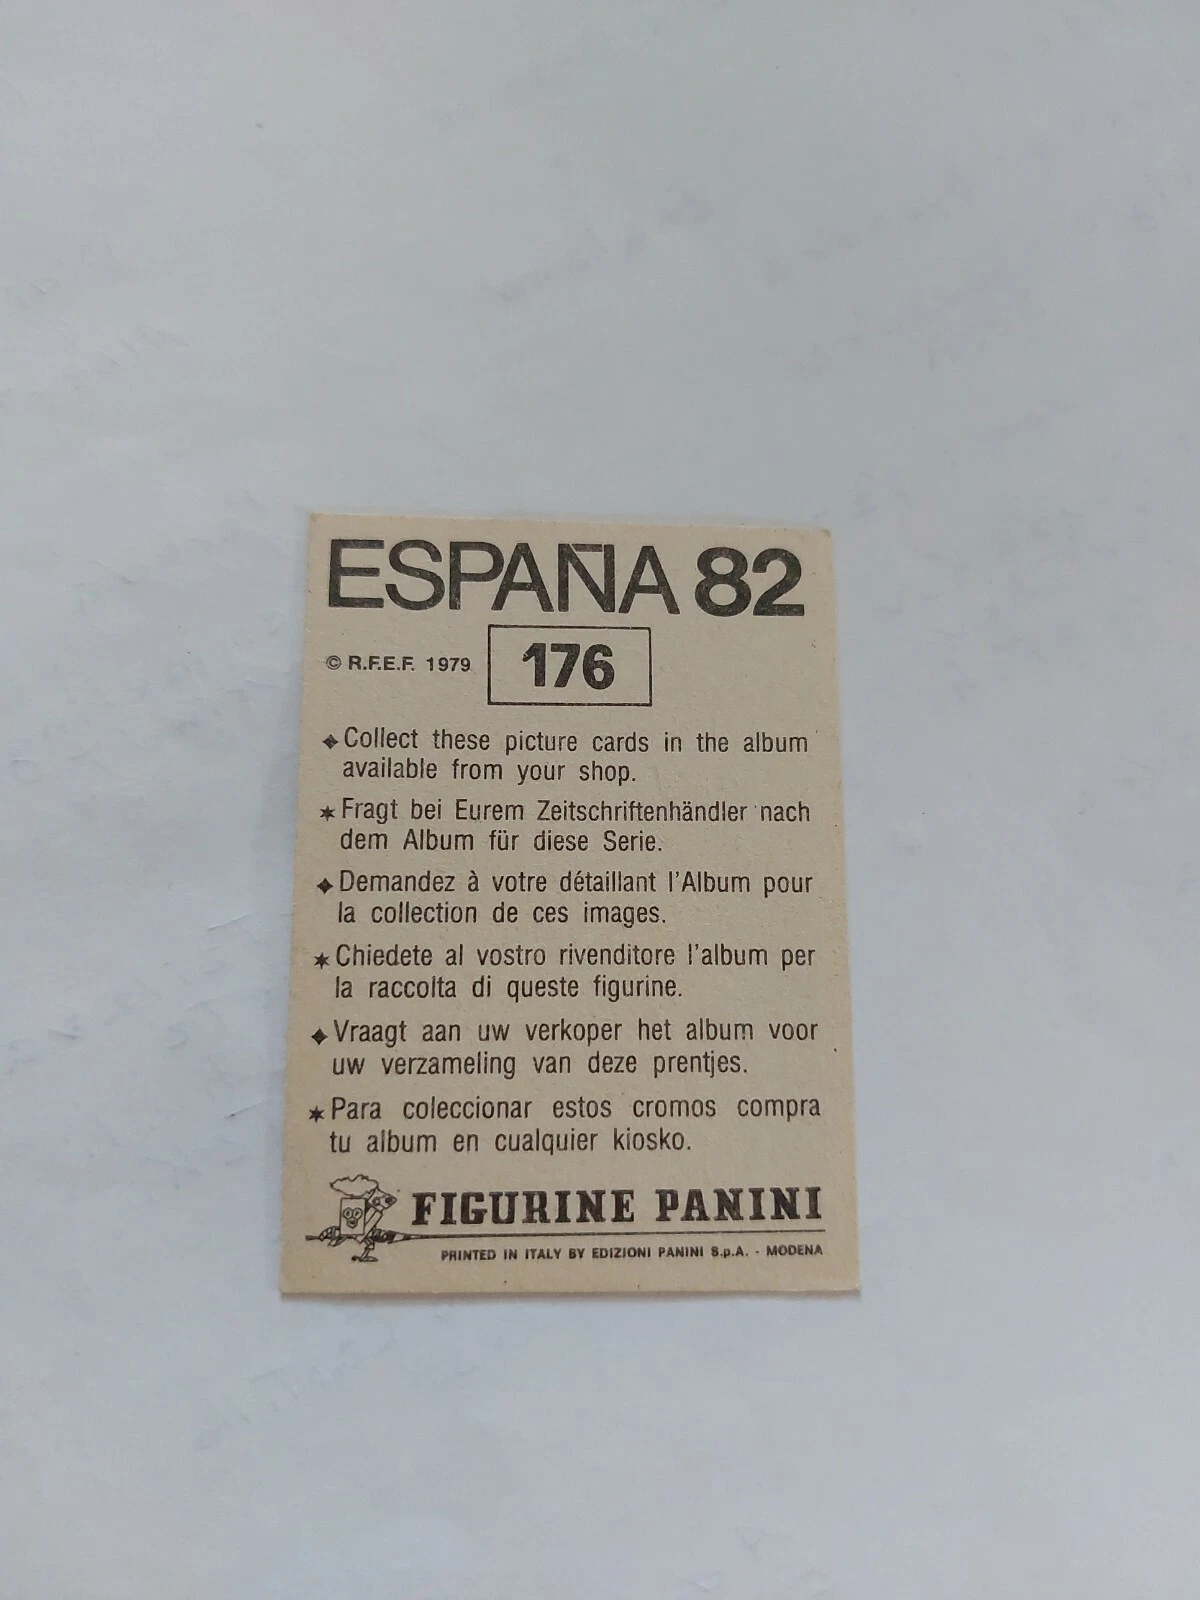 ESPAÑA 82
© R.F.E.F. 1979 176
Collect these picture cards in the album
available from your shop.
Fragt bei Eurem Zeitschriftenhändler nach
dem Album für diese Serie.
Demandez à votre détaillant l'Album pour
la collection de ces images.
Chiedete al vostro rivenditore l'album per
la raccolta di queste figurine.
Vraagt aan uw verkoper het album voor
uw verzameling van deze prentjes.
Para coleccionar estos cromos compra
tu album en cualquier kiosko.
FIGURINE PANINI
PRINTED IN ITALY BY EDIZIONI PANINI S.p.A. - MODENA